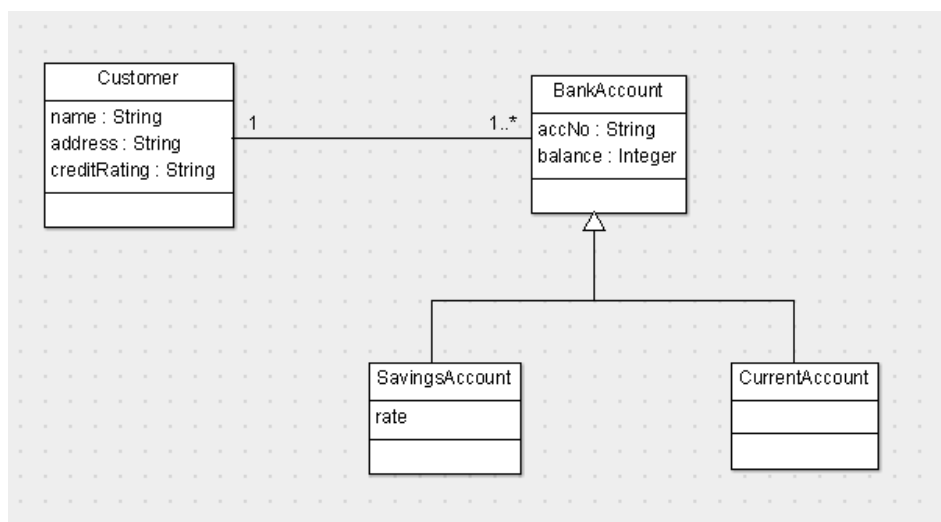 Customer
name : String
address : String
creditRating : String
1
1..*
BankAccount
accNo : String
balance : Integer
SavingsAccount
rate
CurrentAccount